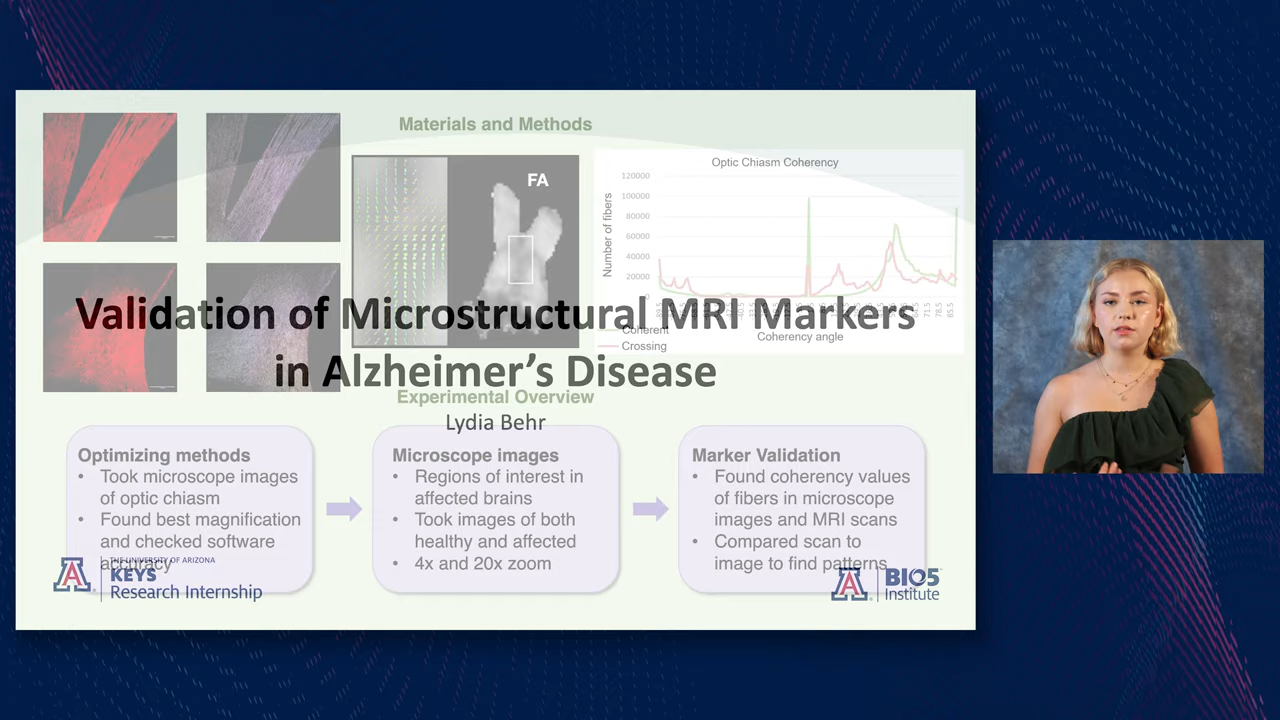 Materials and Methods
FA
Optic Chiasm Coherency
120000
100000
80000
60000
40000
20000
Number of fibers
Coherency angle
Coherent
Crossing
Validation of Microstructural MRI Markers
in Alzheimer's Disease
Experimental Overview
Lydia Behr
Optimizing methods
• Took microscope images
of optic chiasm
• Found best magnification
and checked software
accuracy
Microscope images
• Regions of interest in
affected brains
• Took images of both
healthy and affected
• 4x and 20x zoom
Marker Validation
• Found coherency values
of fibers in microscope
images and MRI scans
• Compared scan to
image to find patterns
A
THE UNIVERSITY OF ARIZONA
KEYS
Research Internship
A
BIO5
Institute